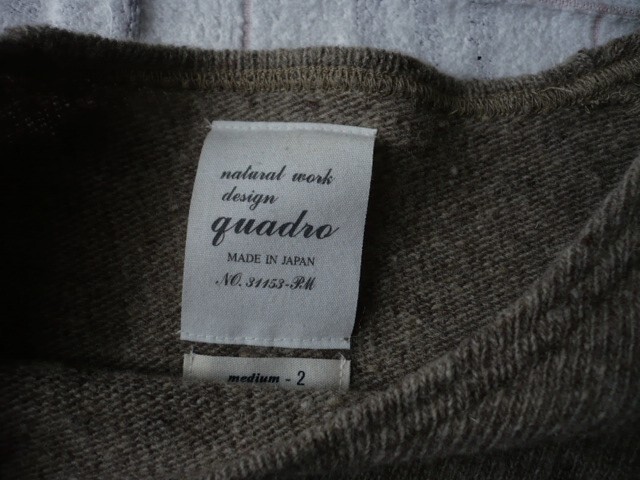 natural work
design
quadro
MADE IN JAPAN
NO. 31153-PM
medium - 2